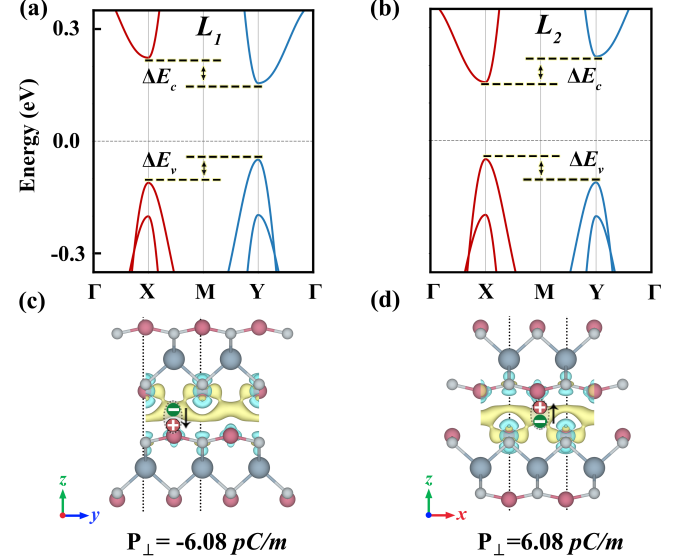 (a)
L1
0.3
ΔEc
0.0
ΔEv
-0.3
Energy (eV)
Γ X M Y Γ
(b)
L2
ΔEc
ΔEv
Γ X M Y Γ
(c)
z
y
P⊥= -6.08 pC/m
(d)
z
x
P⊥=6.08 pC/m